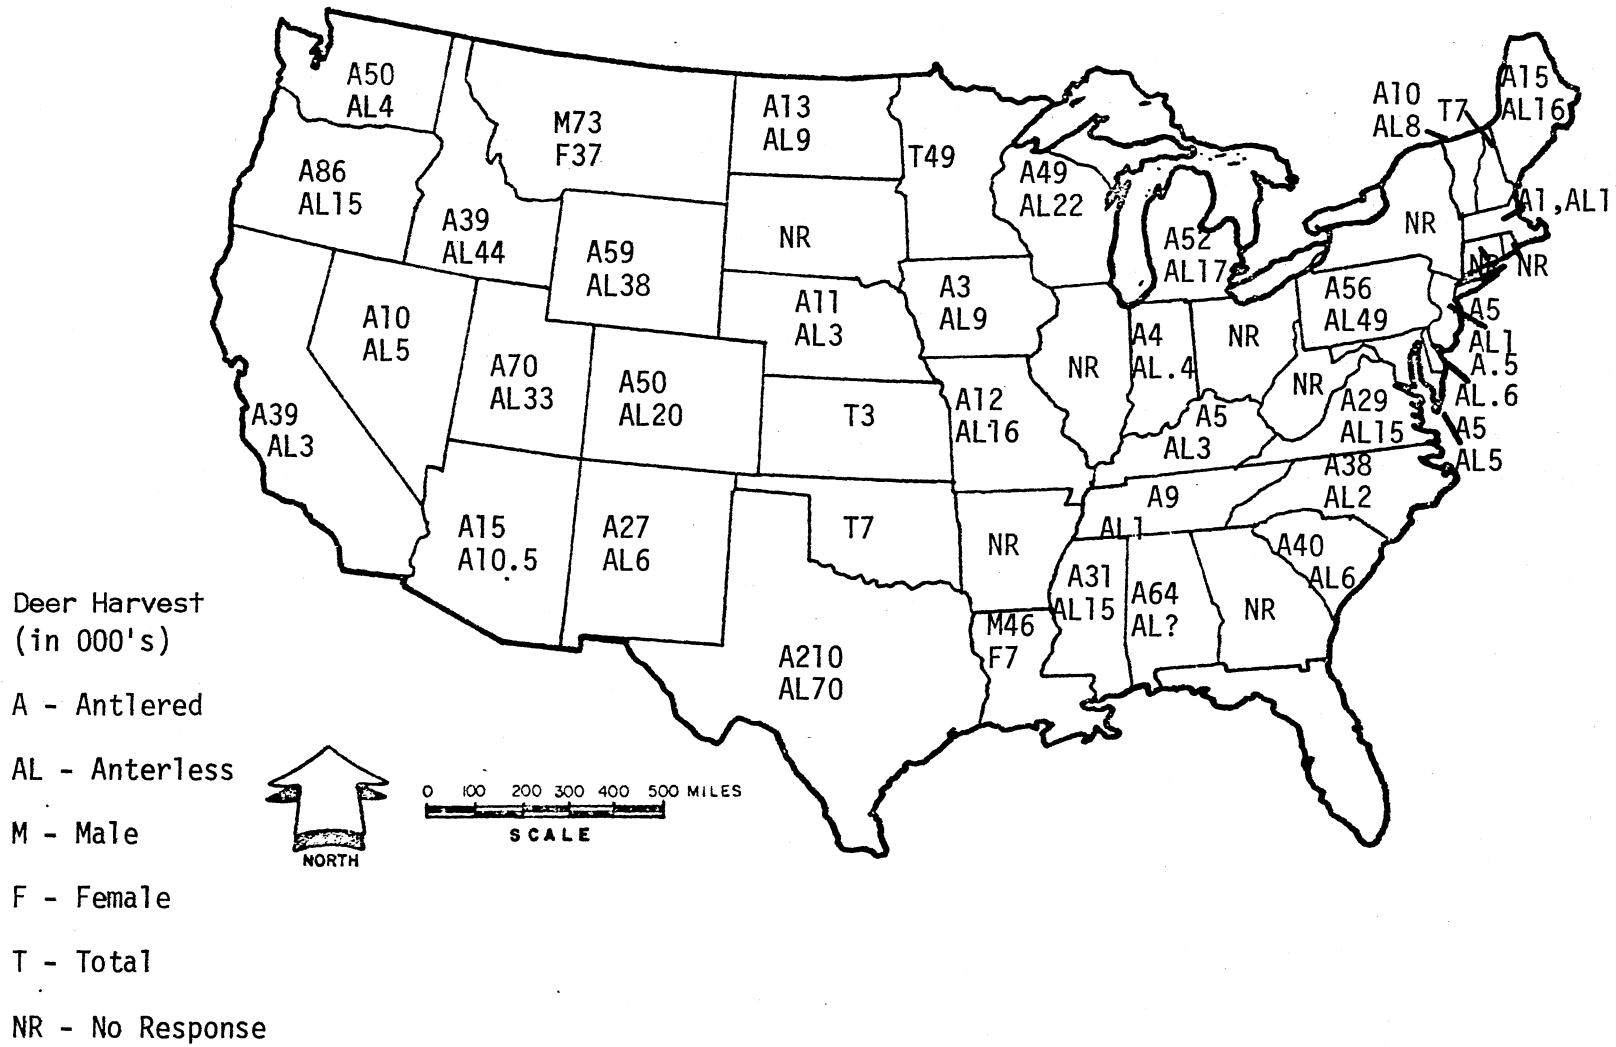 A50
AL4
M73
F37
A13
AL9
T49
A10
AL8
T7
A15
AL16
A86
AL15
A39
AL44
A59
AL38
NR
A49
AL22
A52
AL17
NR
A1,AL1
NR
NR
A10
AL5
A70
AL33
A50
AL20
A11
AL3
A3
AL9
NR
A4
AL.4
NR
A56
AL49
A5
AL1
A.5
AL.6
A5
AL5
A39
AL3
T3
A12
AL16
A5
AL3
NR
A29
AL15
A15
A10.5
A27
AL6
T7
NR
A9
AL1
A38
AL2
A40
AL6
A210
AL70
M46
F7
A31
AL15
A64
AL?
NR
Deer Harvest
(in 000's)
A - Antlered
AL - Anterless
M - Male
F - Female
T - Total
NR - No Response
NORTH
0 100 200 300 400 500 MILES
SCALE